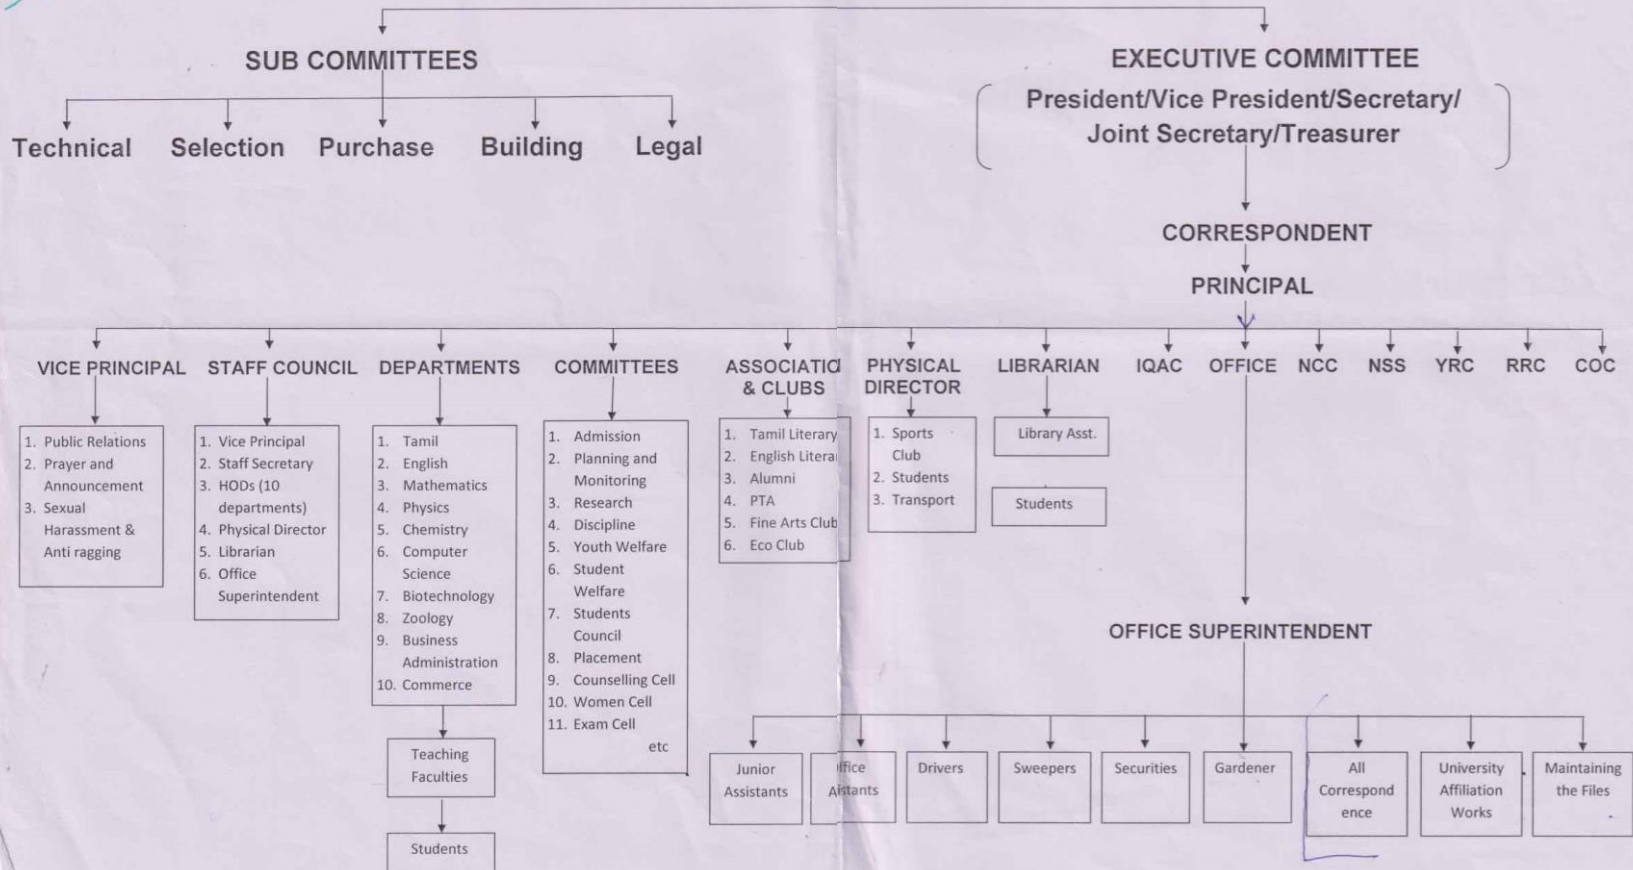 SUB COMMITTEES
Technical
Selection
Purchase
Building
Legal
EXECUTIVE COMMITTEE
President/Vice President/Secretary/
Joint Secretary/Treasurer
CORRESPONDENT
PRINCIPAL
VICE PRINCIPAL
1. Public Relations
2. Prayer and
Announcement
3. Sexual
Harassment &
Anti ragging
STAFF COUNCIL
1. Vice Principal
2. Staff Secretary
3. HODs (10
departments)
4. Physical Director
5. Librarian
6. Office
Superintendent
DEPARTMENTS
1. Tamil
2. English
3. Mathematics
4. Physics
5. Chemistry
6. Computer
Science
7. Biotechnology
8. Zoology
9. Business
Administration
10. Commerce
Teaching
Faculties
Students
COMMITTEES
1. Admission
2. Planning and
Monitoring
3. Research
4. Discipline
5. Youth Welfare
6. Student
Welfare
7. Students
Council
8. Placement
9. Counselling Cell
10. Women Cell
11. Exam Cell
etc
ASSOCIATIO
& CLUBS
1. Tamil Literary
2. English Litera
3. Alumni
4. PTA
5. Fine Arts Club
6. Eco Club
PHYSICAL
DIRECTOR
1. Sports
Club
2. Students
3. Transport
LIBRARIAN
Library Asst.
Students
IQAC
OFFICE
NCC
NSS
YRC
RRC
COC
OFFICE SUPERINTENDENT
Junior
Assistants
ffice
Aistants
Drivers
Sweepers
Securities
Gardener
All
Correspond
ence
University
Affiliation
Works
Maintaining
the Files